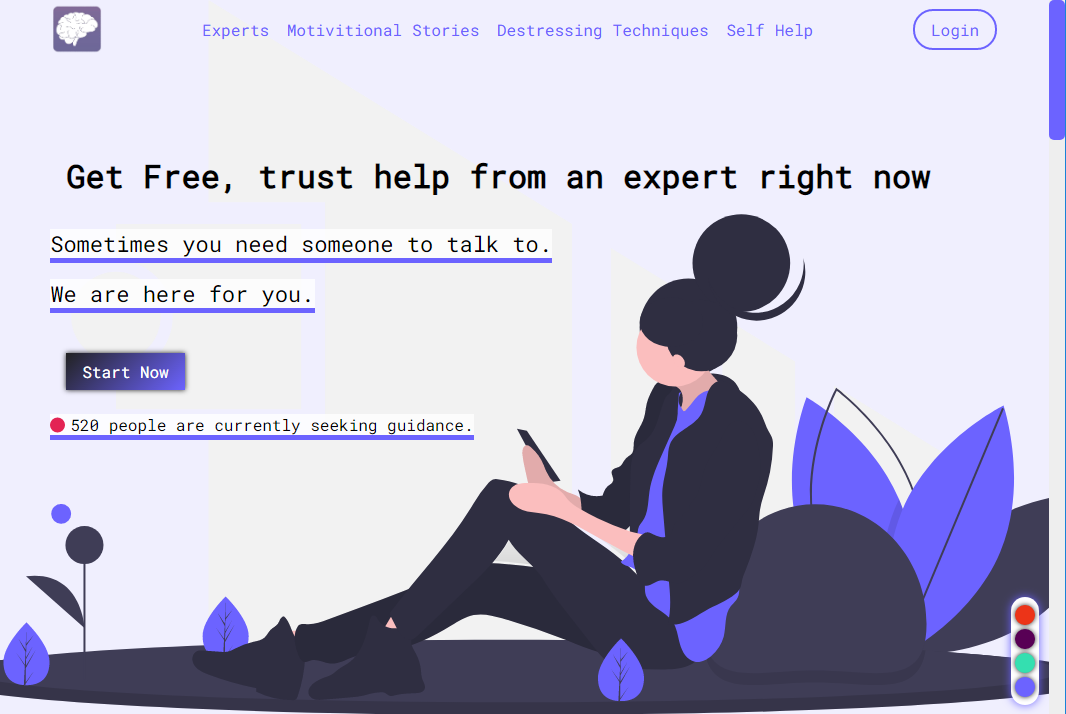 Experts Motivitional Stories Destressing Techniques Self Help Login
Get Free, trust help from an expert right now
Sometimes you need someone to talk to.
We are here for you.
Start Now
520 people are currently seeking guidance.